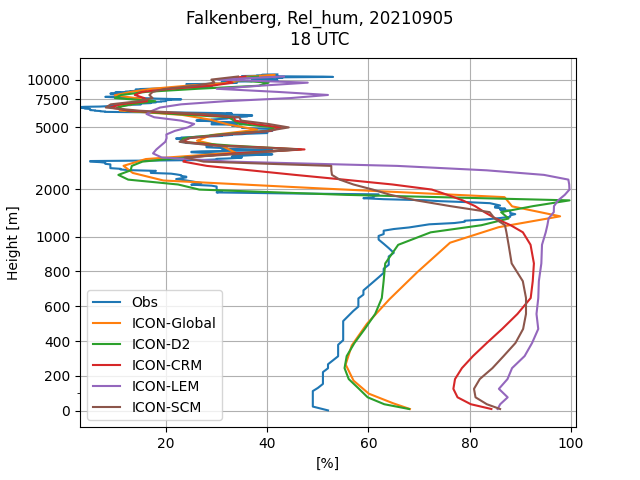 Falkenberg, Rel_hum, 20210905
18 UTC
10000
7500
5000
2000
1000
800
600
400
200
0
Height [m]
Obs
ICON-Global
ICON-D2
ICON-CRM
ICON-LEM
ICON-SCM
20 40 60 80 100
[%]